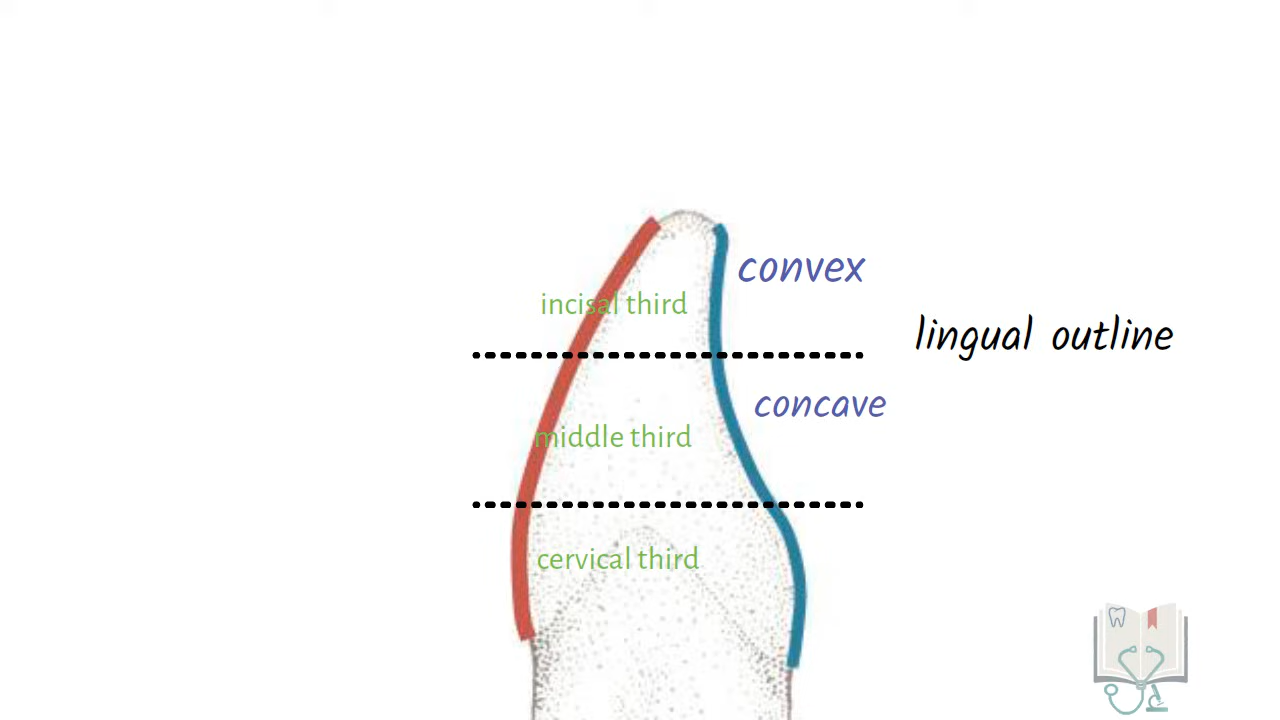 convex
incisal third
lingual outline
concave
middle third
cervical third